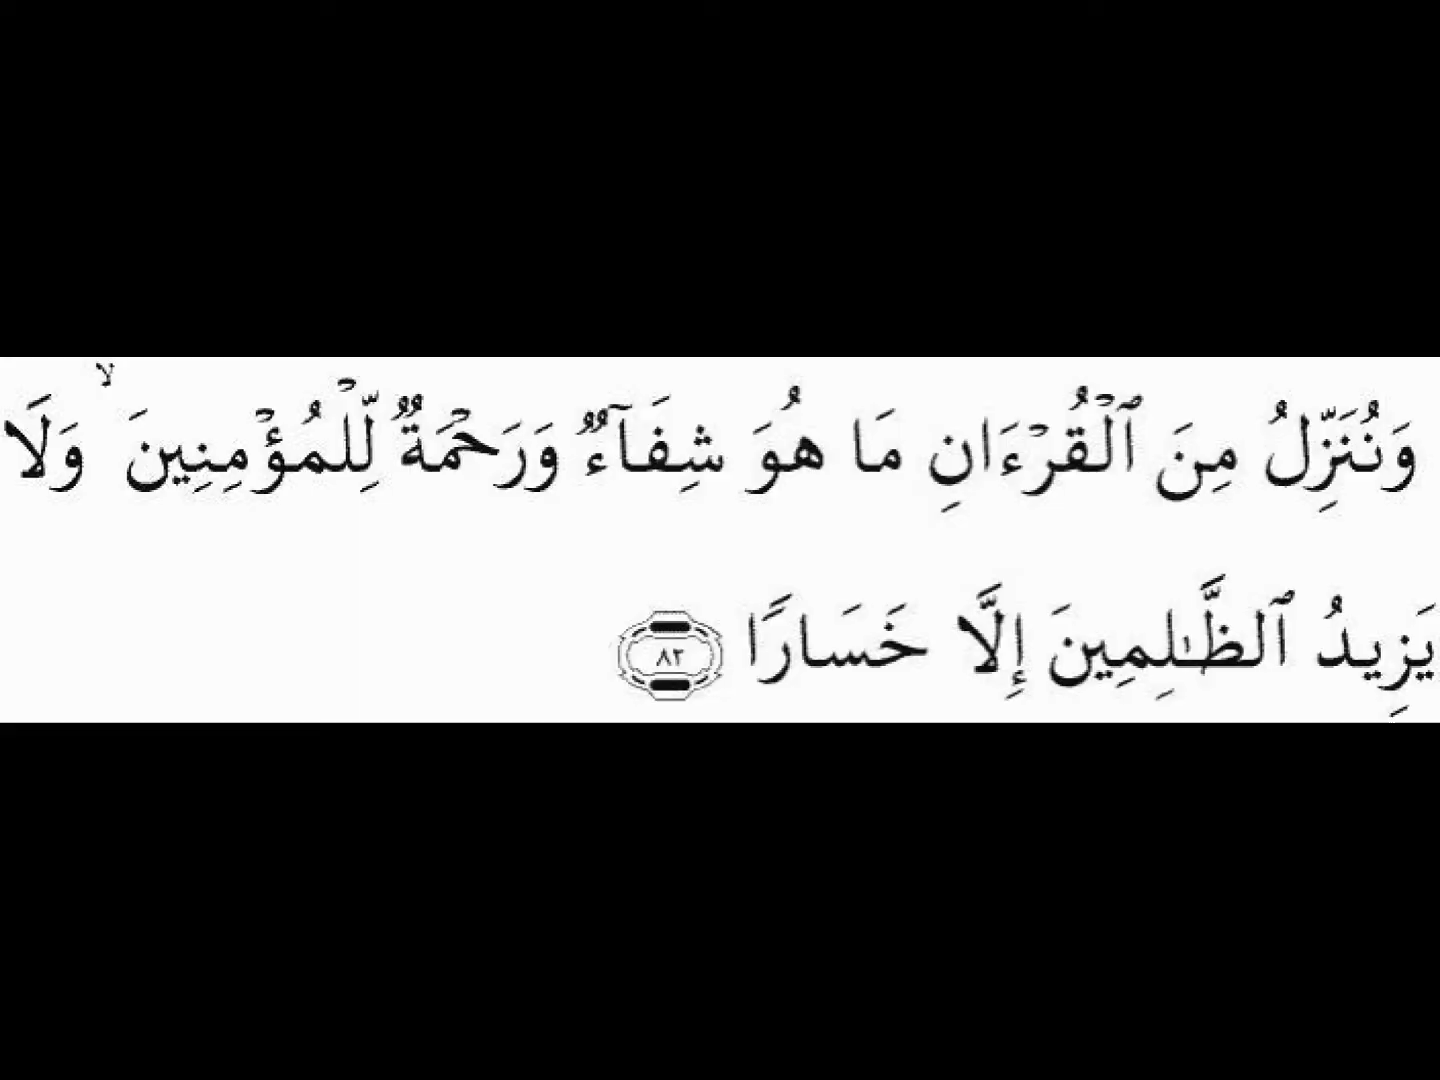 وَنُنَزِّلُ مِنَ ٱلْقُرْءَانِ مَا هُوَ شِفَآءٌ وَرَحْمَةٌ لِّلْمُؤْمِنِينَ ۙ وَلَا
يَزِيدُ ٱلظَّـٰلِمِينَ إِلَّا خَسَارًا ٨٢